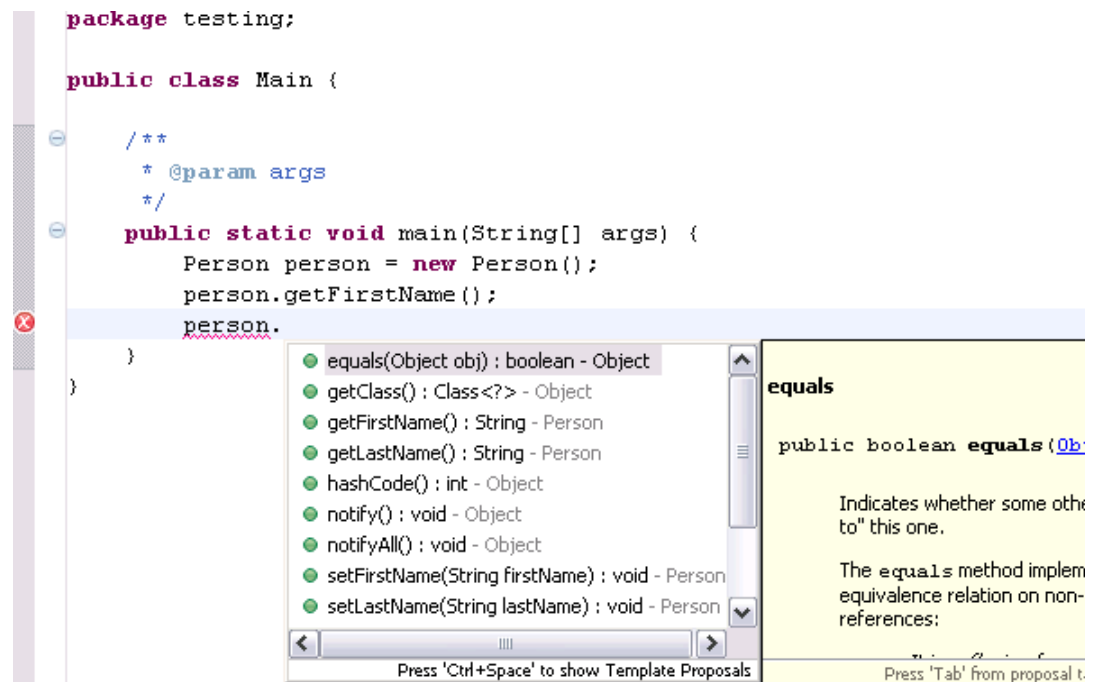 package testing;
public class Main {
/**
* @param args
*/
public static void main(String[] args) {
Person person = new Person();
person.getFirstName();
person.
}
}
equals(Object obj) : boolean - Object
getClass() : Class<?> - Object
getFirstName() : String - Person
getLastName() : String - Person
hashCode() : int - Object
notify() : void - Object
notifyAll() : void - Object
setFirstName(String firstName) : void - Person
setLastName(String lastName) : void - Person
Press 'Ctrl+Space' to show Template Proposals
equals
public boolean equals(Ob
Indicates whether some othe
to" this one.
The equals method implem
equivalence relation on non-
references:
Press 'Tab' from proposal t